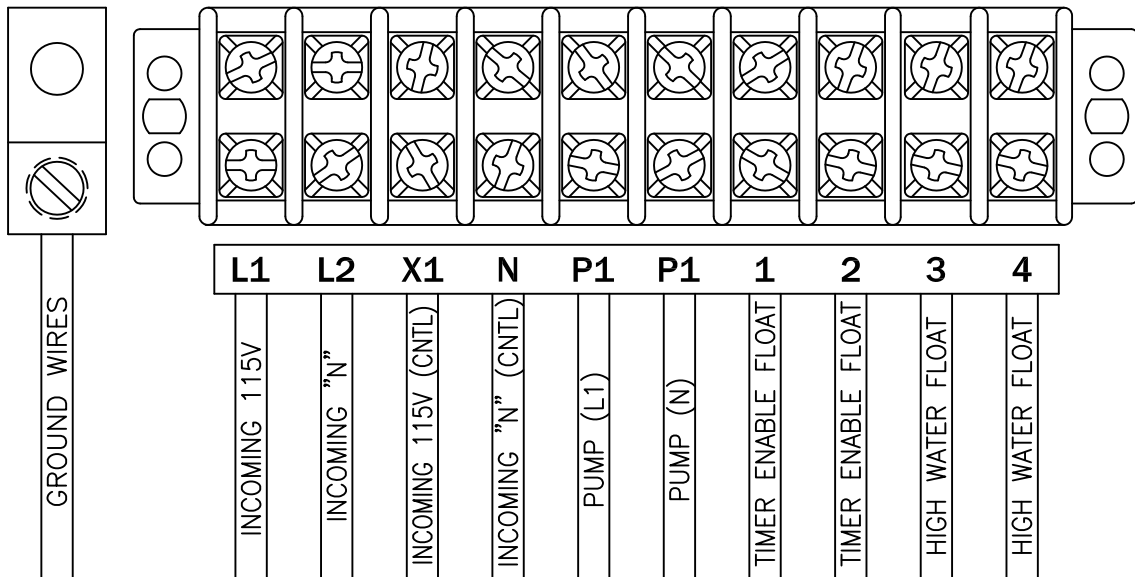 L1 L2 X1 N P1 P1 1 2 3 4
GROUND WIRES
INCOMING 115V
INCOMING "N"
INCOMING 115V (CNTL)
INCOMING "N" (CNTL)
PUMP (L1)
PUMP (N)
TIMER ENABLE FLOAT
TIMER ENABLE FLOAT
HIGH WATER FLOAT
HIGH WATER FLOAT